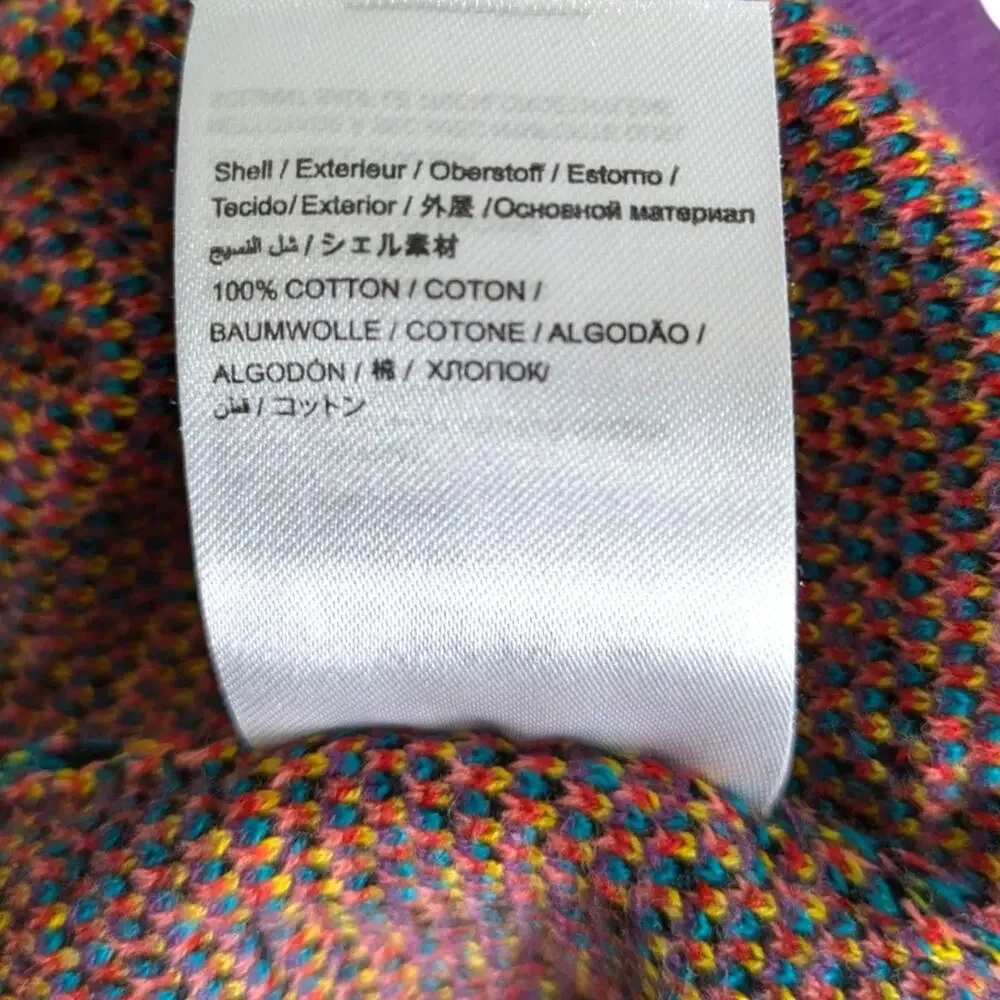 Shell / Exterieur / Oberstoff / Estorno /
Tecido/ Exterior / 外屋 /Основной материал
شل النسيج / シェル素材
100% COTTON / COTON /
BAUMWOLLE / COTONE / ALGODÃO /
ALGODÓN / 棉 / ХЛОПОК/
قطن / コットン